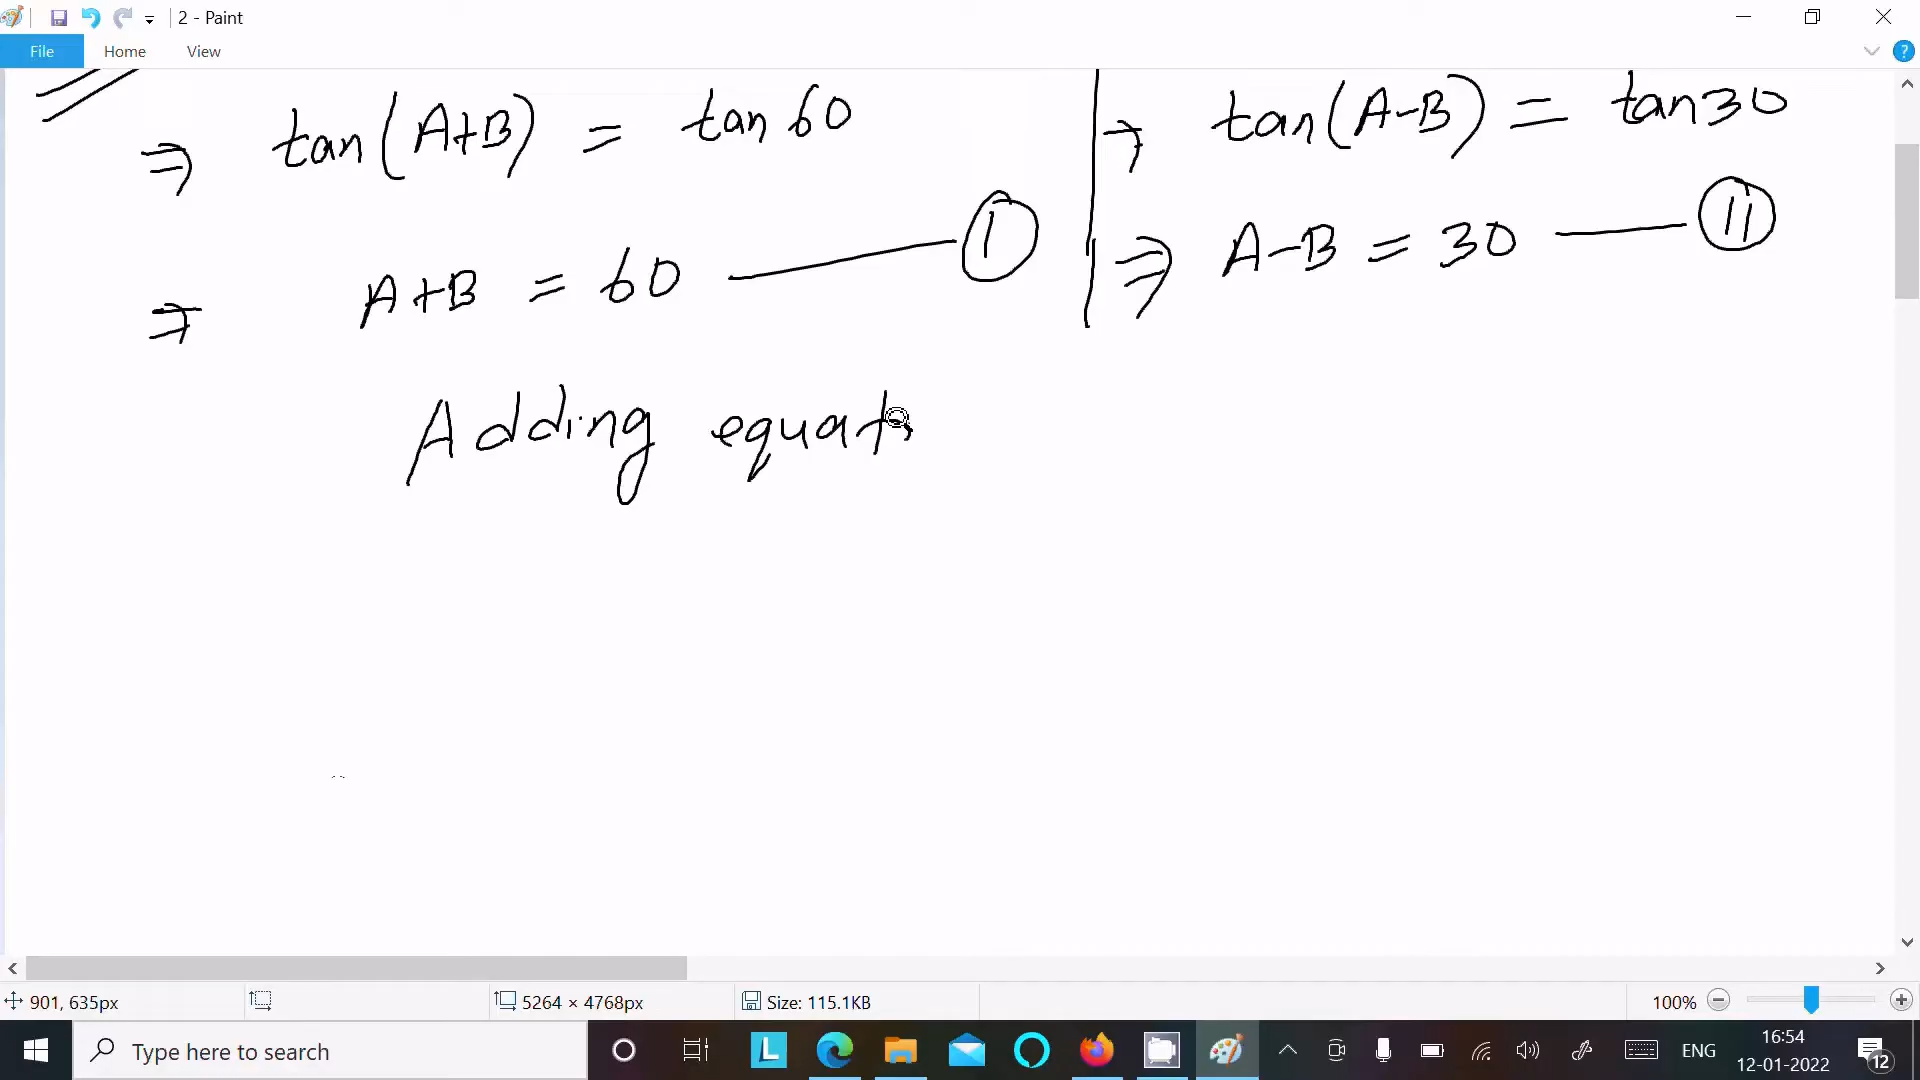 2 - Paint
File Home View
⇒ tan(A+B) = tan 60
⇒ tan(A-B) = tan30
⇒ A+B = 60 —— I
⇒ A-B = 30 —— II
Adding equat
901, 635px 5264 × 4768px Size: 115.1KB 100%
Type here to search L ENG 16:54
12-01-2022 12